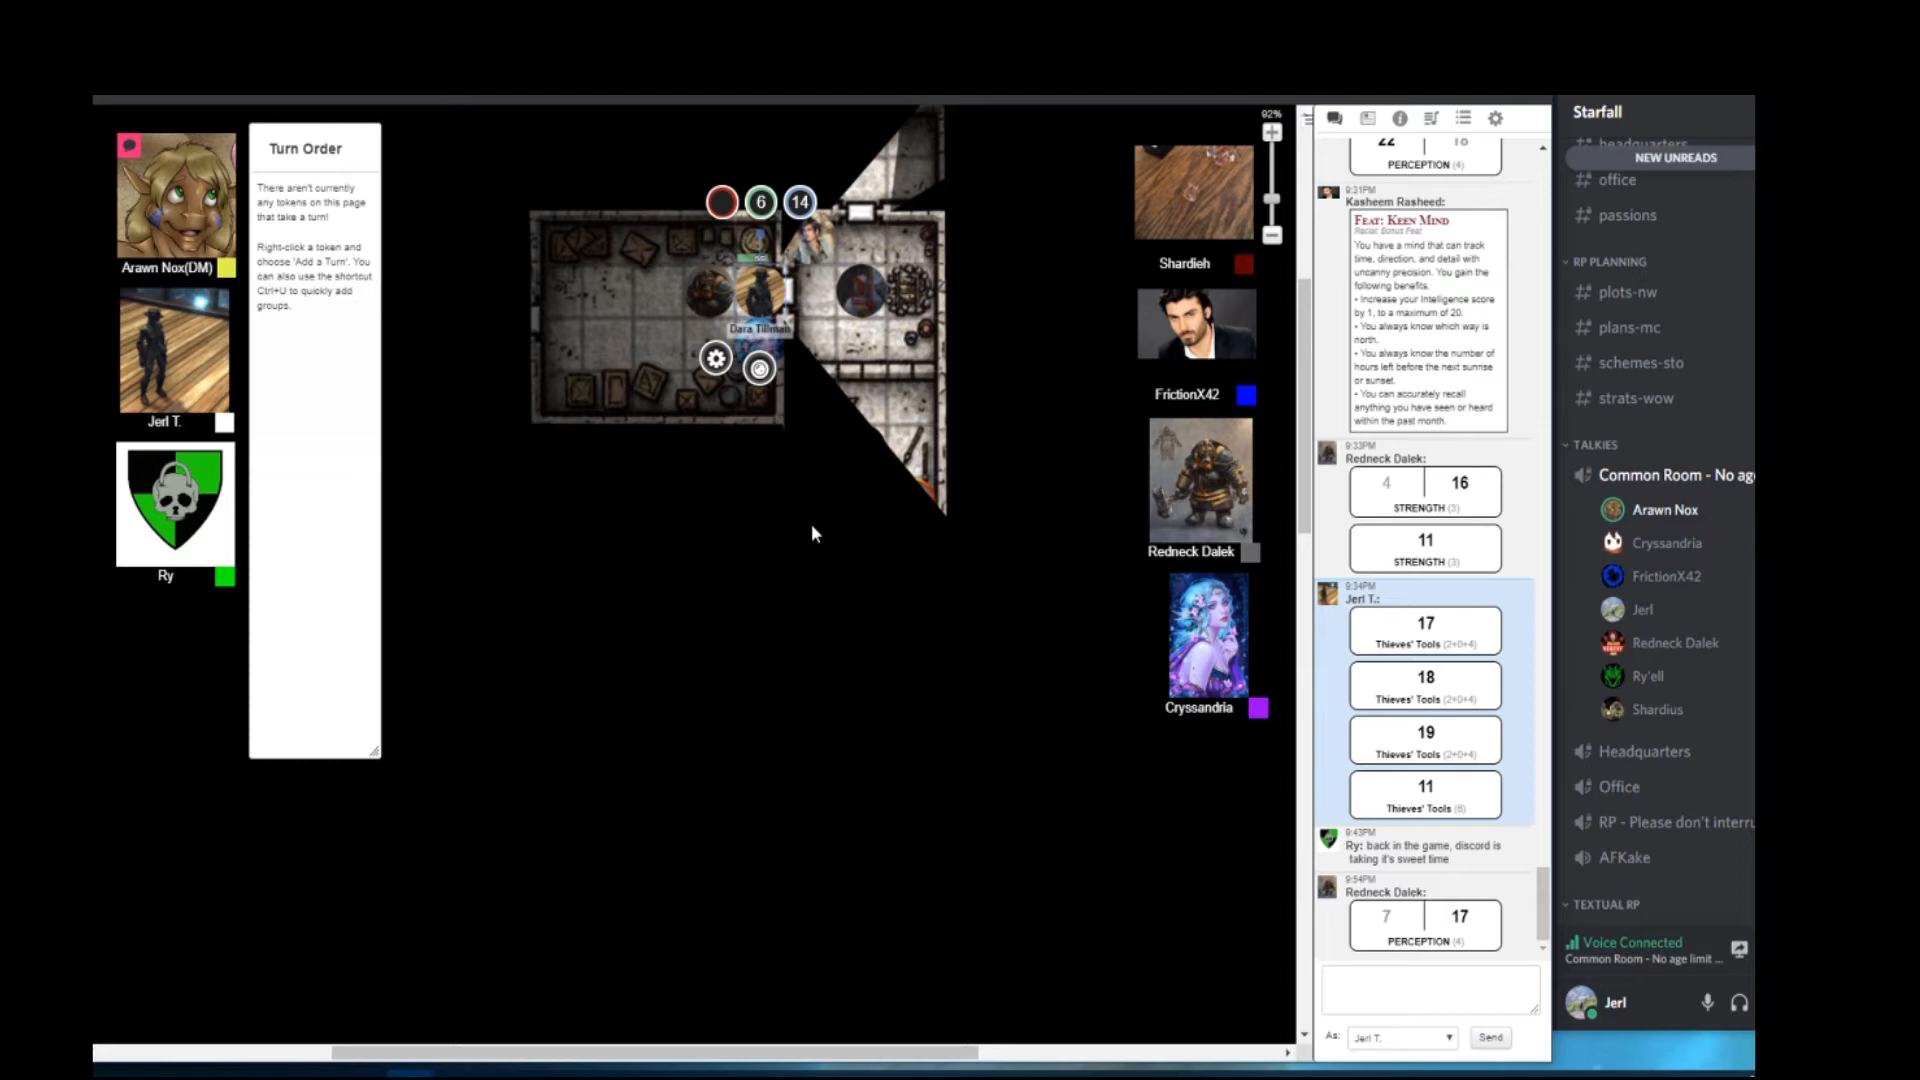 Arawn Nox(DM)
Jerl T.
Ry
Turn Order
There aren't currently
any tokens on this page
that take a turn!
Right-click a token and
choose 'Add a Turn'. You
can also use the shortcut
Ctrl+U to quickly add
groups.
6
14
Dara Tillman
92%
Shardieh
FrictionX42
Redneck Dalek
Cryssandria
22
18
PERCEPTION (4)
9:31PM
Kasheem Rasheed:
FEAT: KEEN MIND
Racial: Bonus Feat
You have a mind that can track
time, direction, and detail with
uncanny precision. You gain the
following benefits.
• Increase your Intelligence score
by 1, to a maximum of 20.
• You always know which way is
north.
• You always know the number of
hours left before the next sunrise
or sunset.
• You can accurately recall
anything you have seen or heard
within the past month.
9:33PM
Redneck Dalek:
4
16
STRENGTH (3)
11
STRENGTH (3)
9:34PM
Jerl T.:
17
Thieves' Tools (2+0+4)
18
Thieves' Tools (2+0+4)
19
Thieves' Tools (2+0+4)
11
Thieves' Tools (6)
9:43PM
Ry: back in the game, discord is
taking it's sweet time
9:54PM
Redneck Dalek:
7
17
PERCEPTION (4)
As:
Jerl T.
Send
Starfall
headquarters
NEW UNREADS
office
passions
RP PLANNING
plots-nw
plans-mc
schemes-sto
strats-wow
TALKIES
Common Room - No ag
Arawn Nox
Cryssandria
FrictionX42
Jerl
Redneck Dalek
Ry'ell
Shardius
Headquarters
Office
RP - Please don't interru
AFKake
TEXTUAL RP
Voice Connected
Common Room - No age limit ...
Jerl